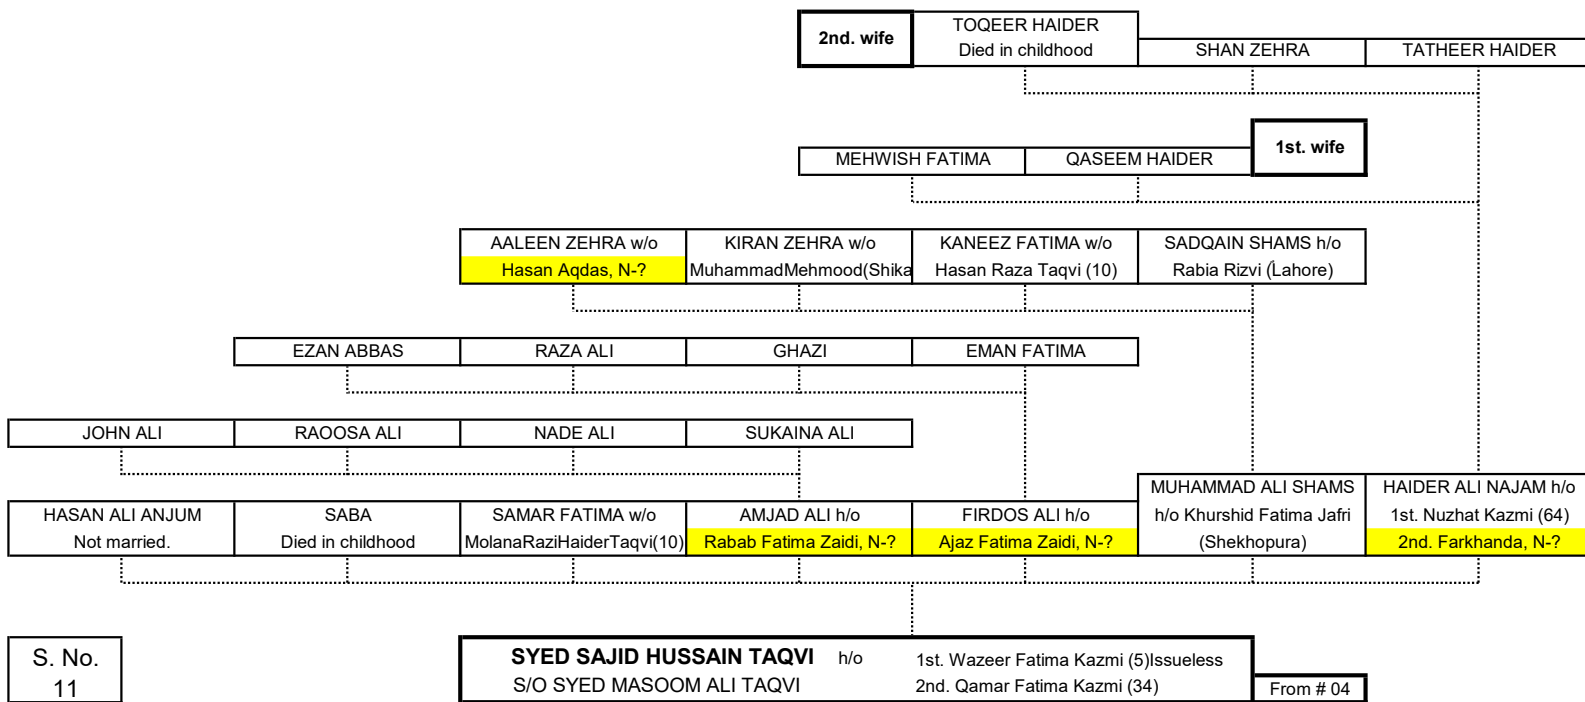 2nd. wife
TOQEER HAIDER
Died in childhood
SHAN ZEHRA
TATHEER HAIDER
MEHWISH FATIMA
QASEEM HAIDER
1st. wife
AALEEN ZEHRA w/o
Hasan Aqdas, N-?
KIRAN ZEHRA w/o
MuhammadMehmood(Shika
KANEEZ FATIMA w/o
Hasan Raza Taqvi (10)
SADQAIN SHAMS h/o
Rabia Rizvi (Lahore)
EZAN ABBAS
RAZA ALI
GHAZI
EMAN FATIMA
JOHN ALI
RAOOSA ALI
NADE ALI
SUKAINA ALI
HASAN ALI ANJUM
Not married.
SABA
Died in childhood
SAMAR FATIMA w/o
MolanaRaziHaiderTaqvi(10)
AMJAD ALI h/o
Rabab Fatima Zaidi, N-?
FIRDOS ALI h/o
Ajaz Fatima Zaidi, N-?
MUHAMMAD ALI SHAMS
h/o Khurshid Fatima Jafri
(Shekhopura)
HAIDER ALI NAJAM h/o
1st. Nuzhat Kazmi (64)
2nd. Farkhanda, N-?
S. No.
11
SYED SAJID HUSSAIN TAQVI h/o
S/O SYED MASOOM ALI TAQVI
1st. Wazeer Fatima Kazmi (5)Issueless
2nd. Qamar Fatima Kazmi (34)
From # 04